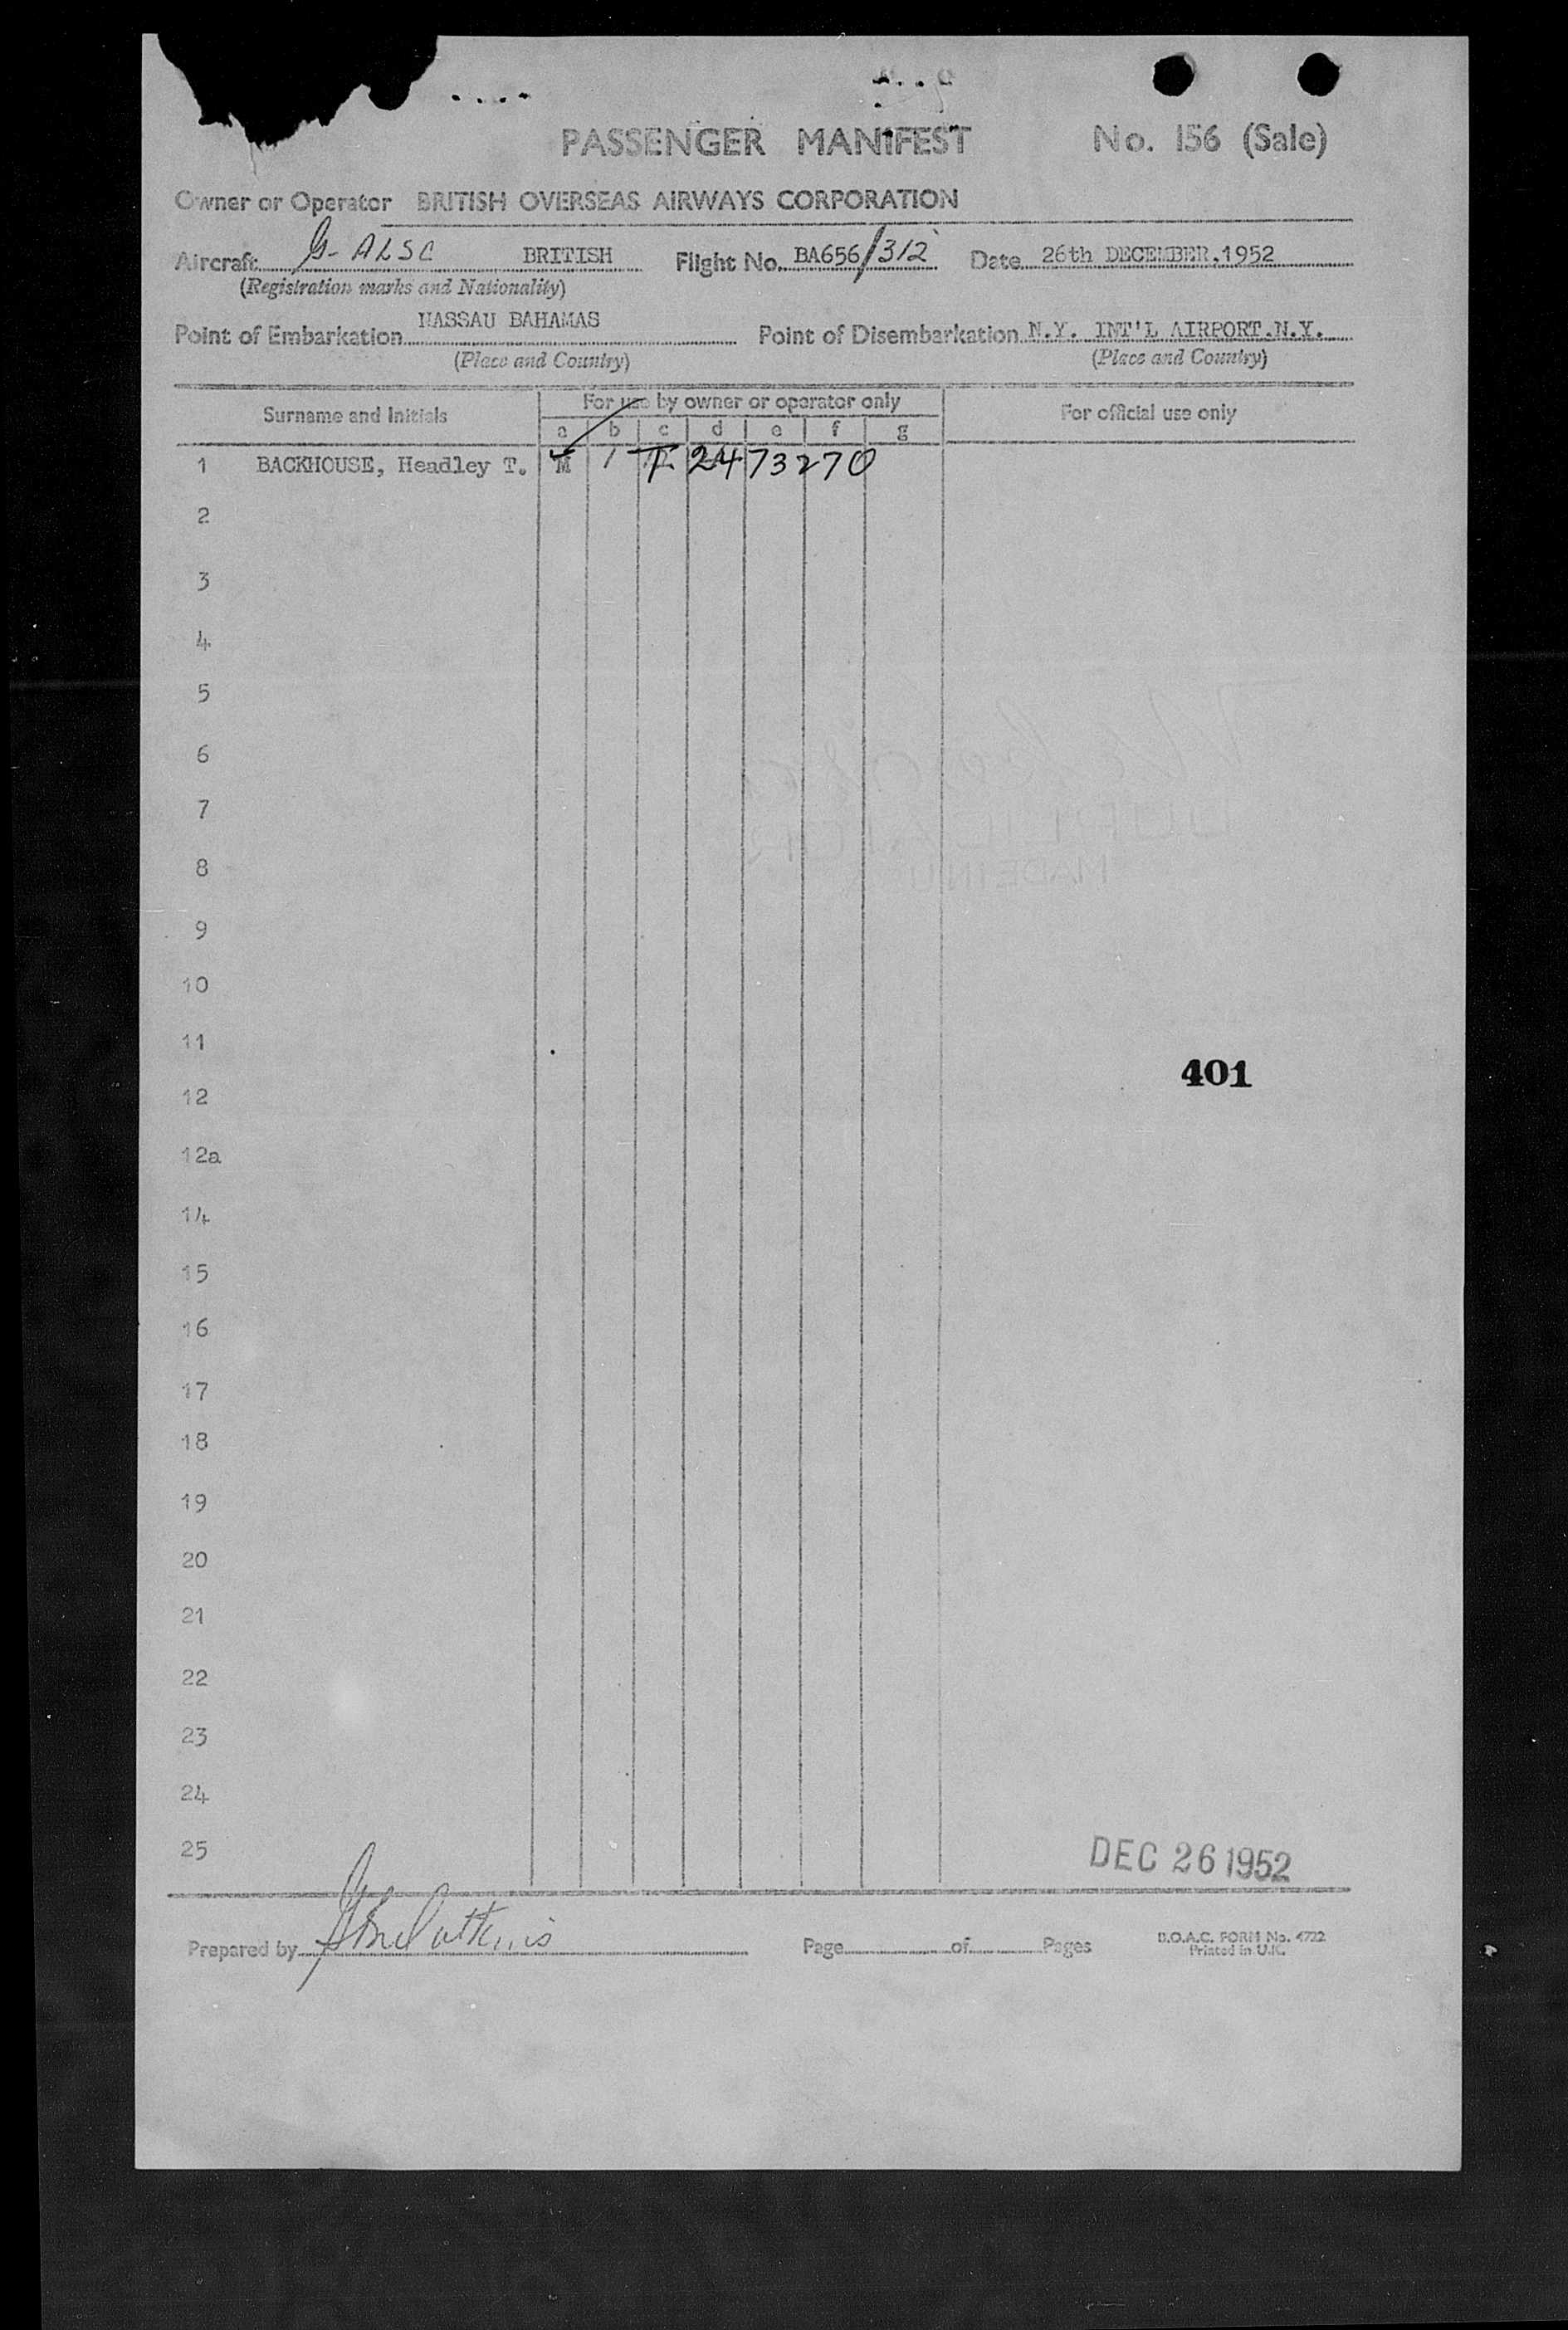 PASSENGER MANIFEST No. 156 (Sale)
Owner or Operator BRITISH OVERSEAS AIRWAYS CORPORATION
Aircraft G-ALSC BRITISH Flight No. BA656/312 Date 26th DECEMBER,1952
(Registration marks and Nationality)
Point of Embarkation NASSAU BAHAMAS Point of Disembarkation N.Y. INT'L AIRPORT.N.Y.
(Place and Country) (Place and Country)
Surname and Initials For use by owner or operator only For official use only
a b c d e f g
1 BACKHOUSE, Headley T. M 1 T 2473270
2
3
4
5
6
7
8
9
10
11
401
12
12a
14
15
16
17
18
19
20
21
22
23
24
25
DEC 26 1952
Prepared by Page of Pages B.O.A.C. FORM No. 4722
Printed in U.K.